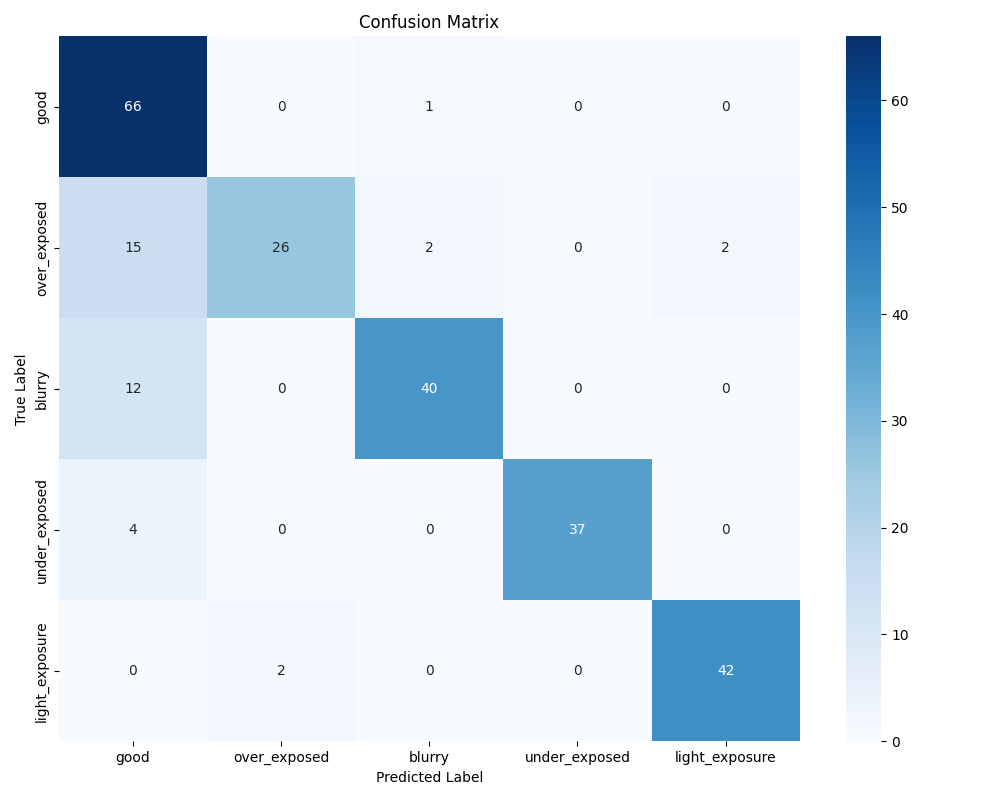 Confusion Matrix
good 66 0 1 0 0
over_exposed 15 26 2 0 2
blurry 12 0 40 0 0
under_exposed 4 0 0 37 0
light_exposure 0 2 0 0 42
True Label
good over_exposed blurry under_exposed light_exposure
Predicted Label
60
50
40
30
20
10
0